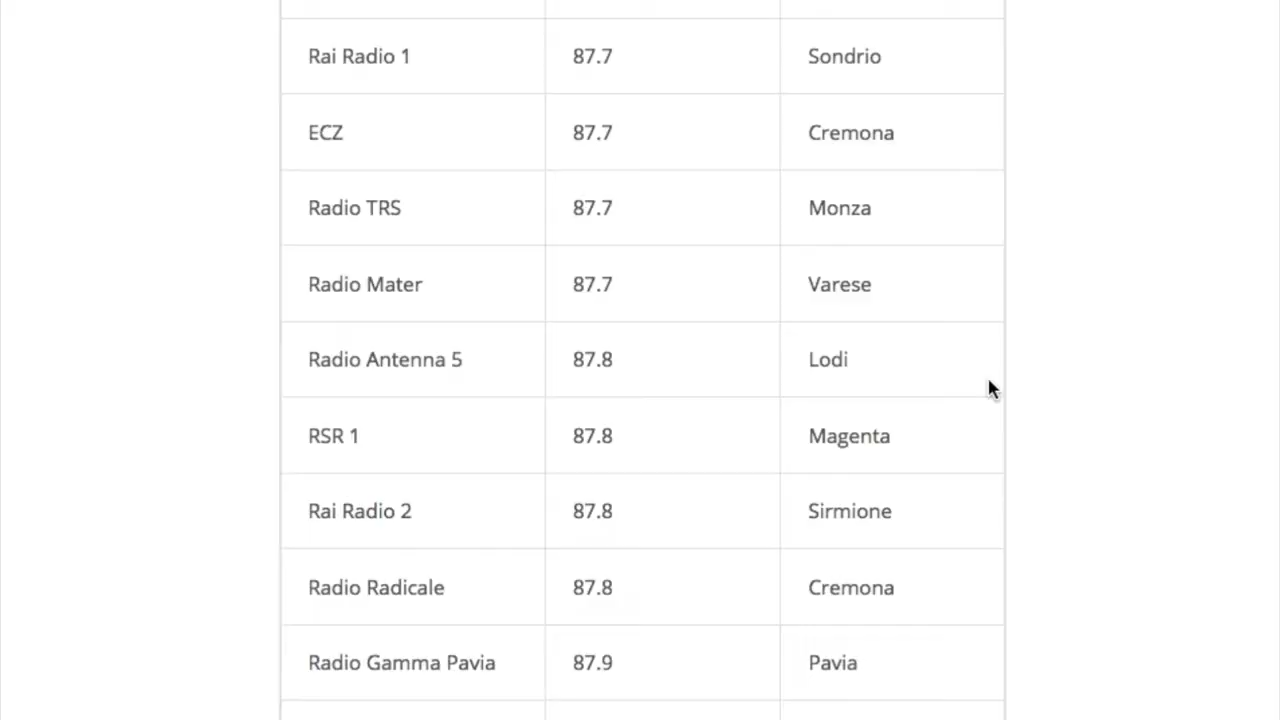 Rai Radio 1 87.7 Sondrio
ECZ 87.7 Cremona
Radio TRS 87.7 Monza
Radio Mater 87.7 Varese
Radio Antenna 5 87.8 Lodi
RSR 1 87.8 Magenta
Rai Radio 2 87.8 Sirmione
Radio Radicale 87.8 Cremona
Radio Gamma Pavia 87.9 Pavia